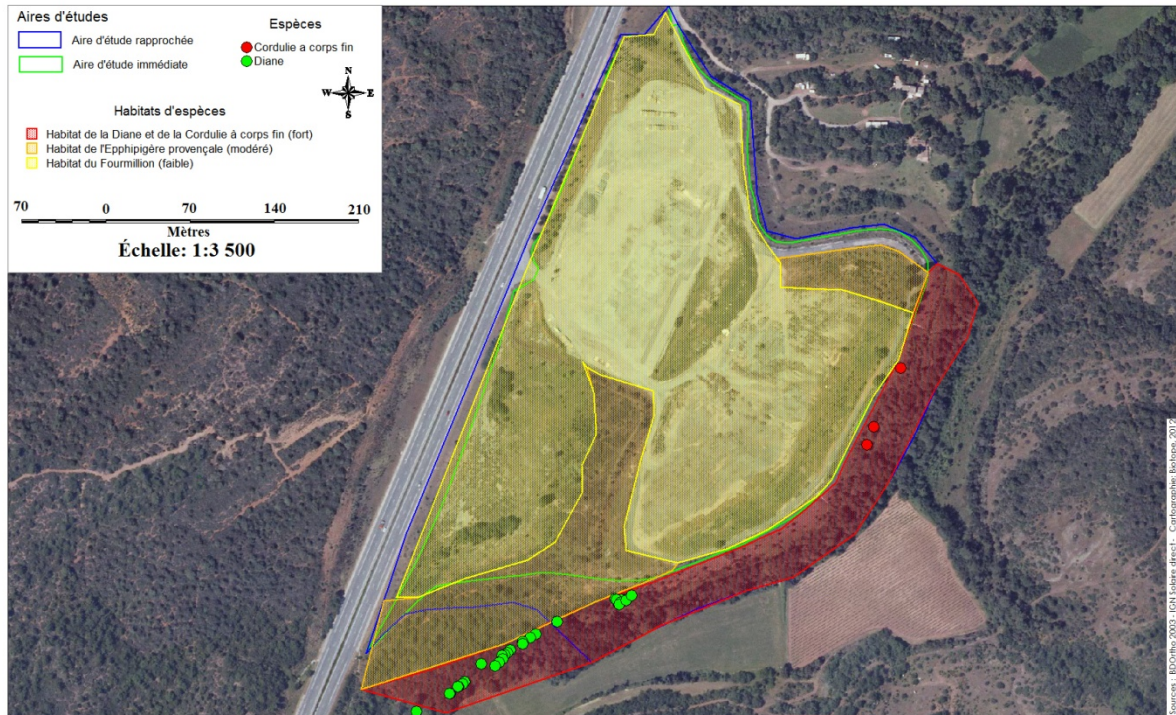 Aires d'études
Aire d'étude rapprochée
Aire d'étude immédiate
Espèces
Cordulie a corps fin
Diane
N
W E
S
Habitats d'espèces
Habitat de la Diane et de la Cordulie à corps fin (fort)
Habitat de l'Epphipigère provençale (modéré)
Habitat du Fourmillion (faible)
70 0 70 140 210
Mètres
Échelle: 1:3 500
Sources : BDOrtho 2003 - IGN Solaire direct - Cartographie: Biotope, 2012